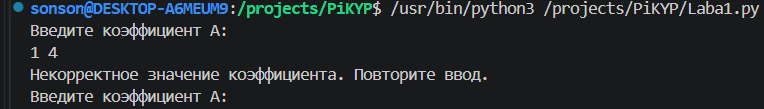 sonson@DESKTOP-A6MEUM9:/projects/PiKYP$ /usr/bin/python3 /projects/PiKYP/Laba1.py
Введите коэффициент A:
1 4
Некорректное значение коэффициента. Повторите ввод.
Введите коэффициент A: